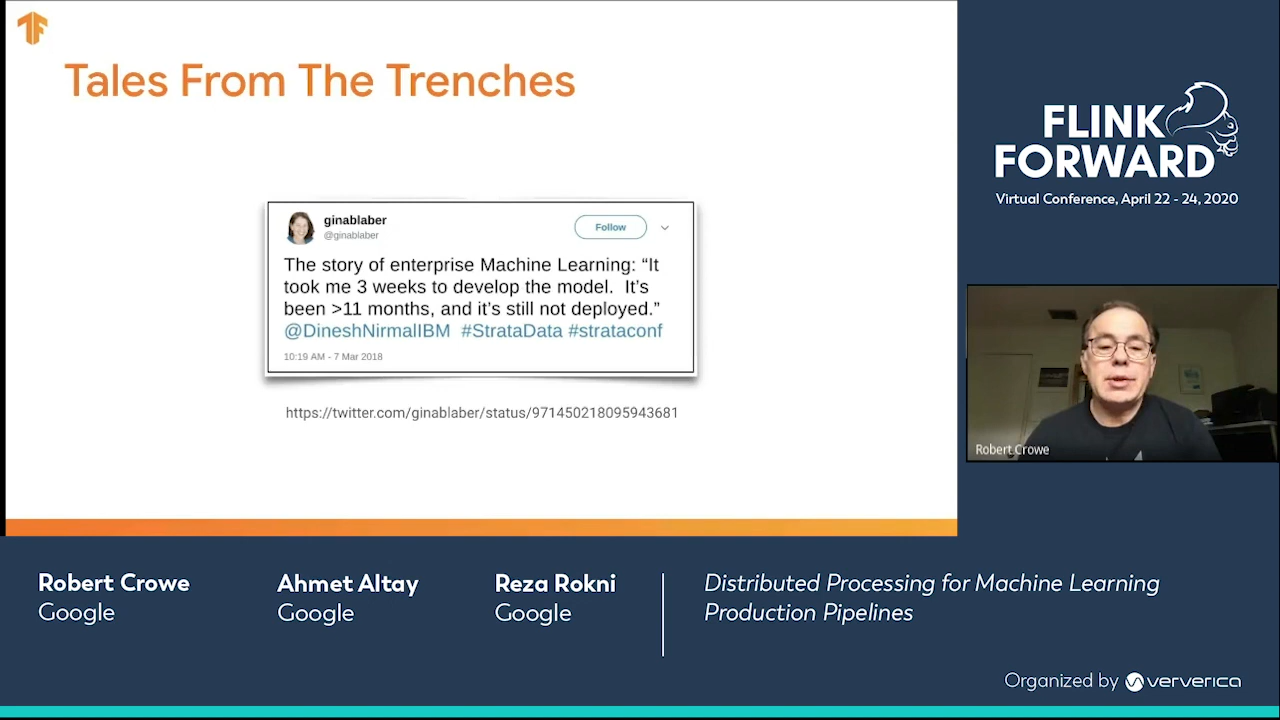 Tales From The Trenches
ginablaber
@ginablaber
Follow
The story of enterprise Machine Learning: “It
took me 3 weeks to develop the model.  It’s
been >11 months, and it’s still not deployed.”
@DineshNirmalIBM  #StrataData #strataconf
10:19 AM - 7 Mar 2018
https://twitter.com/ginablaber/status/971450218095943681
FLINK
FORWARD
Virtual Conference, April 22 - 24, 2020
Robert Crowe
Robert Crowe
Google
Ahmet Altay
Google
Reza Rokni
Google
Distributed Processing for Machine Learning
Production Pipelines
Organized by ververica